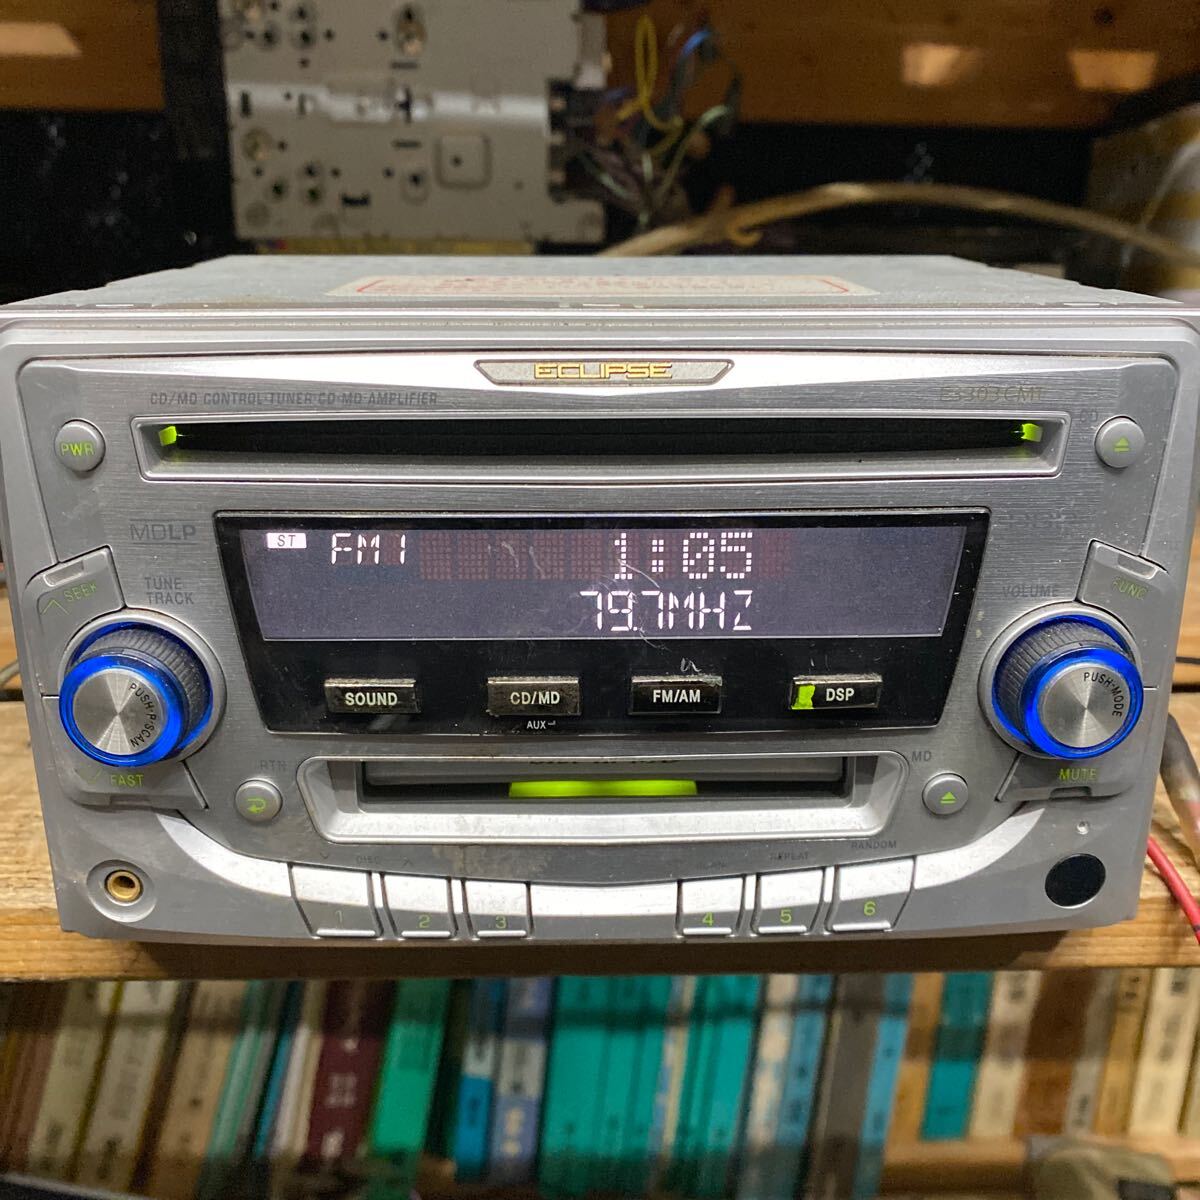 ECLIPSE
CD/MD CONTROL TUNER CD MD AMPLIFIER
E3303CMT
PWR
CD
MDLP
ST FM1 1:05
79.7MHZ
SEEK
TUNE
TRACK
VOLUME
FUNC
PUSH-P.SCAN
PUSH-MODE
SOUND
CD/MD
FM/AM
DSP
AUX
FAST
RTN
MD
MUTE
DISC
REPEAT
RANDOM
1 2 3 4 5 6